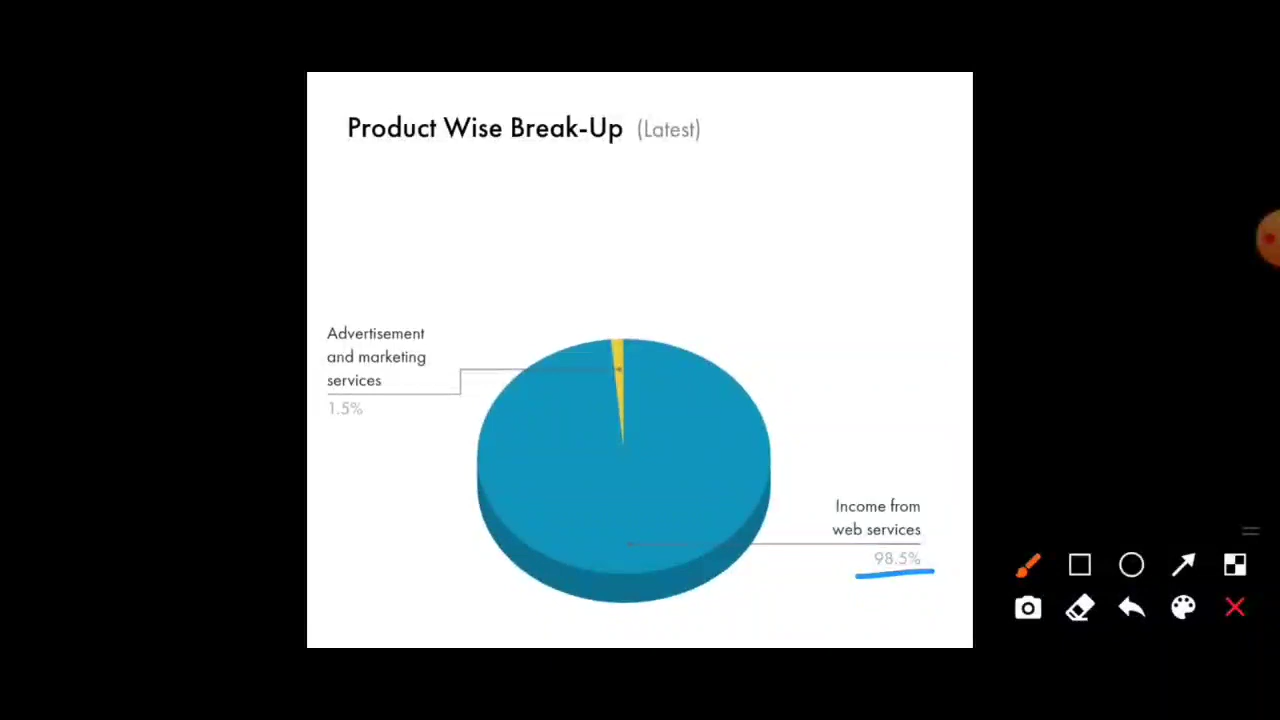 Product Wise Break-Up (Latest)
Advertisement
and marketing
services
1.5%
Income from
web services
98.5%